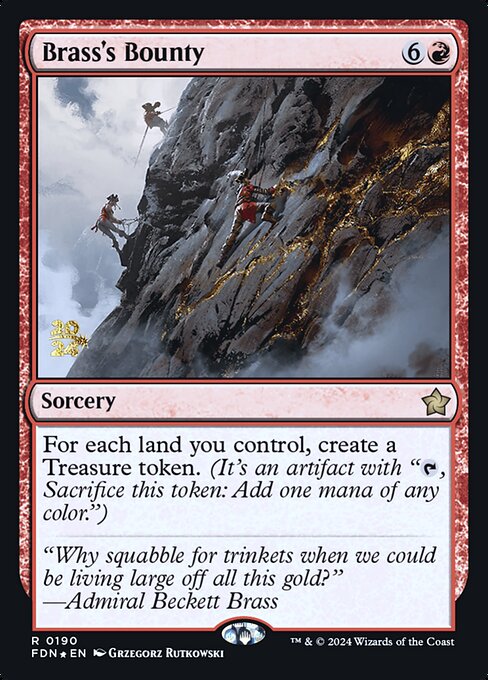 Brass's Bounty 6
Sorcery
For each land you control, create a
Treasure token. (It's an artifact with “,
Sacrifice this token: Add one mana of any
color.”)
“Why squabble for trinkets when we could
be living large off all this gold?”
—Admiral Beckett Brass
R 0190
™ & © 2024 Wizards of the Coast
FDN★EN Grzegorz Rutkowski